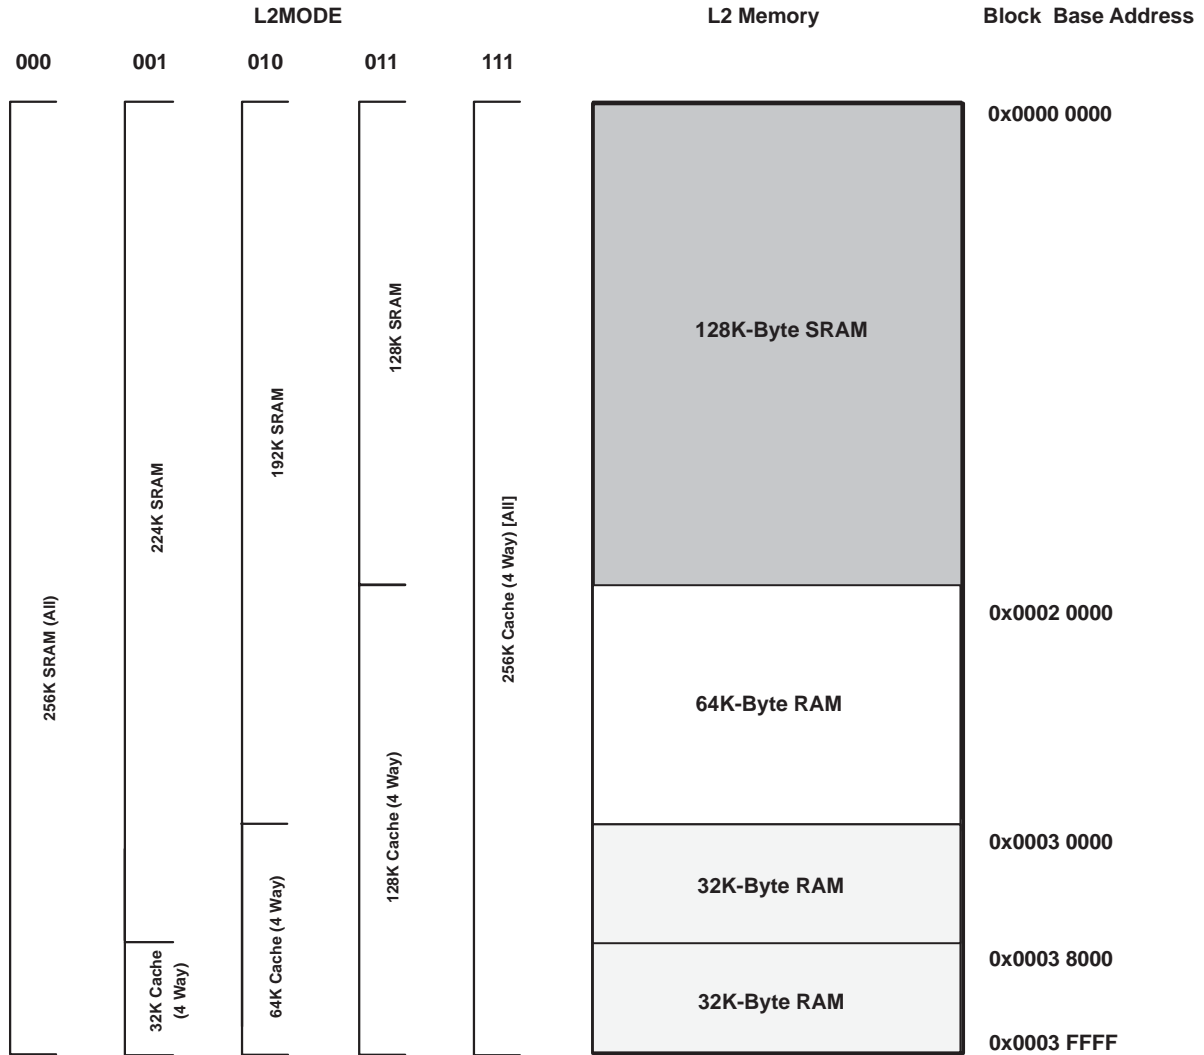 L2MODE
L2 Memory
Block Base Address
000
001
010
011
111
256K SRAM (All)
224K SRAM
32K Cache
(4 Way)
192K SRAM
64K Cache (4 Way)
128K SRAM
128K Cache (4 Way)
256K Cache (4 Way) [All]
128K-Byte SRAM
64K-Byte RAM
32K-Byte RAM
32K-Byte RAM
0x0000 0000
0x0002 0000
0x0003 0000
0x0003 8000
0x0003 FFFF